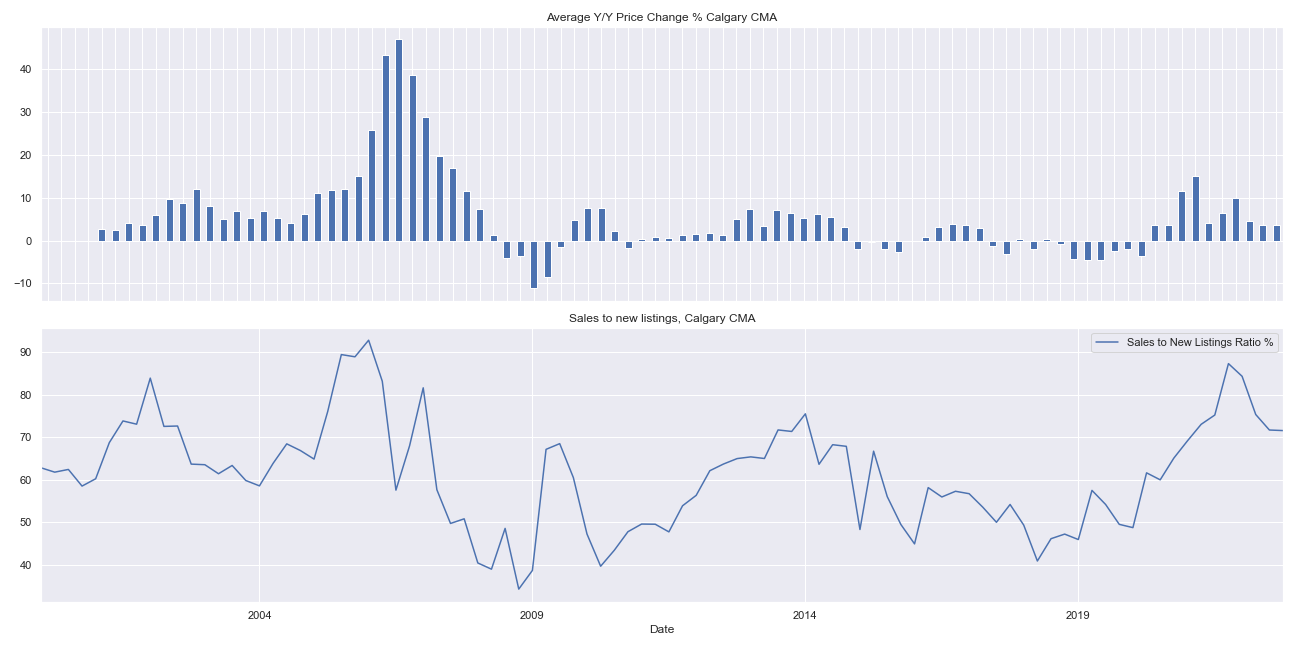 Average Y/Y Price Change % Calgary CMA
40
30
20
10
0
−10
Sales to new listings, Calgary CMA
Sales to New Listings Ratio %
90
80
70
60
50
40
2004 2009 2014 2019
Date